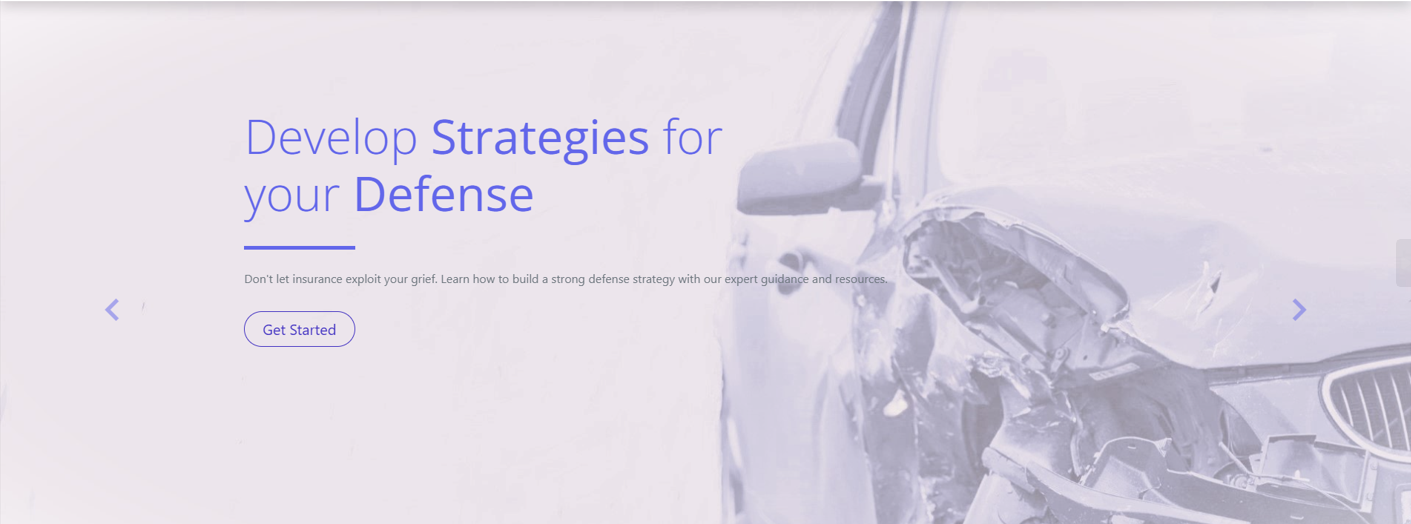 Develop Strategies for
your Defense
Don't let insurance exploit your grief. Learn how to build a strong defense strategy with our expert guidance and resources.
Get Started